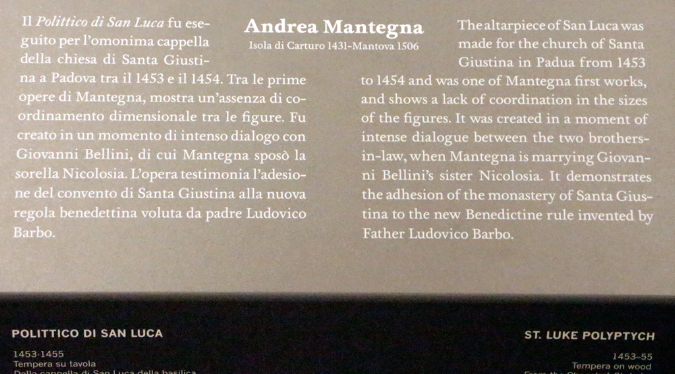 Andrea Mantegna
Isola di Carturo 1431-Mantova 1506
Il Polittico di San Luca fu ese-
guito per l'omonima cappella
della chiesa di Santa Giusti-
na a Padova tra il 1453 e il 1454. Tra le prime
opere di Mantegna, mostra un'assenza di co-
ordinamento dimensionale tra le figure. Fu
creato in un momento di intenso dialogo con
Giovanni Bellini, di cui Mantegna sposò la
sorella Nicolosia. L'opera testimonia l'adesio-
ne del convento di Santa Giustina alla nuova
regola benedettina voluta da padre Ludovico
Barbo.
The altarpiece of San Luca was
made for the church of Santa
Giustina in Padua from 1453
to 1454 and was one of Mantegna first works,
and shows a lack of coordination in the sizes
of the figures. It was created in a moment of
intense dialogue between the two brothers-
in-law, when Mantegna is marrying Giovan-
ni Bellini's sister Nicolosia. It demonstrates
the adhesion of the monastery of Santa Gius-
tina to the new Benedictine rule invented by
Father Ludovico Barbo.
POLITTICO DI SAN LUCA
1453-1455
Tempera su tavola
Dalla cappella di San Luca della basilica
ST. LUKE POLYPTYCH
1453–55
Tempera on wood
From the